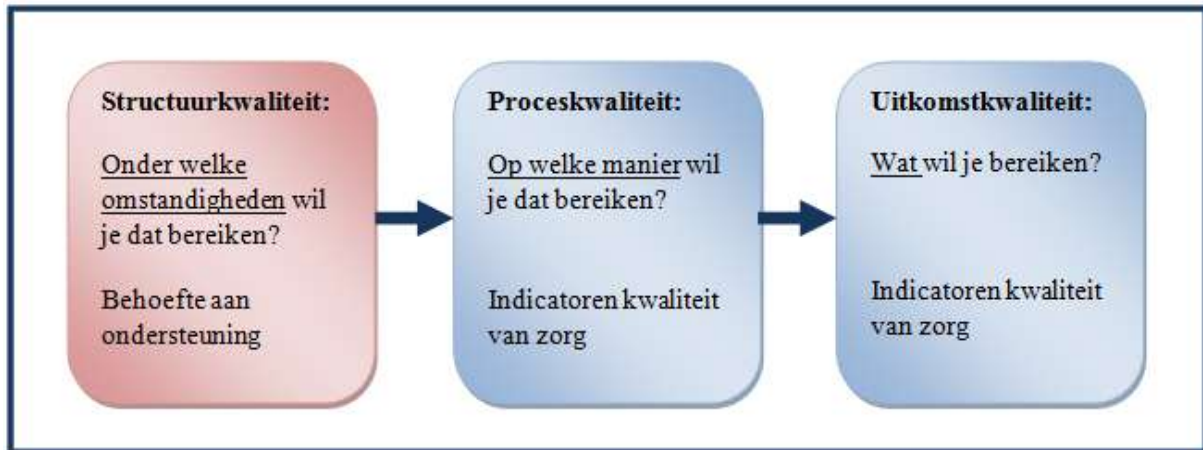 Structuurkwaliteit:
Onder welke
omstandigheden wil
je dat bereiken?
Behoefte aan
ondersteuning
Proceskwaliteit:
Op welke manier wil
je dat bereiken?
Indicatoren kwaliteit
van zorg
Uitkomstkwaliteit:
Wat wil je bereiken?
Indicatoren kwaliteit
van zorg